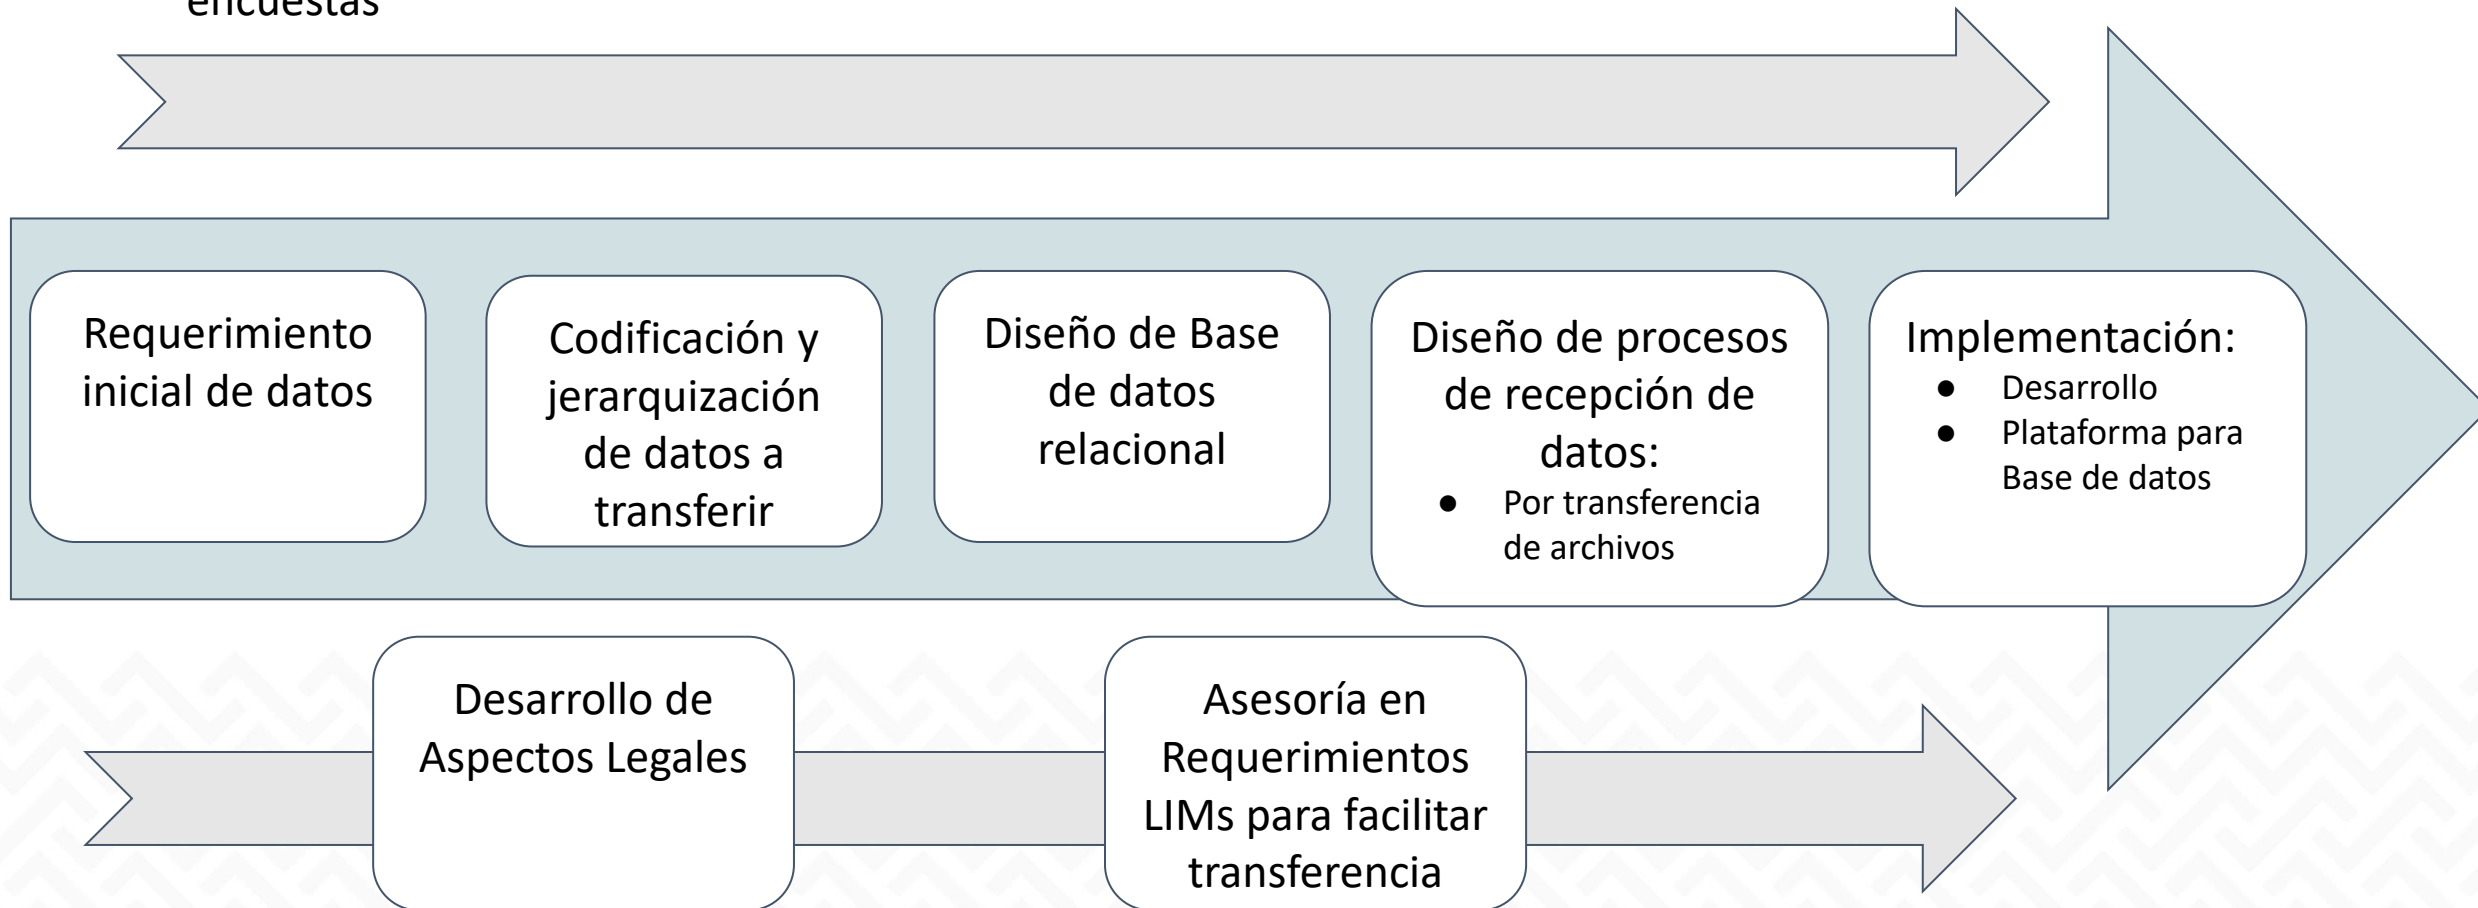 encuestas
Requerimiento
inicial de datos
Codificación y
jerarquización
de datos a
transferir
Diseño de Base
de datos
relacional
Diseño de procesos
de recepción de
datos:
● Por transferencia
de archivos
Implementación:
● Desarrollo
● Plataforma para
Base de datos
Desarrollo de
Aspectos Legales
Asesoría en
Requerimientos
LIMs para facilitar
transferencia